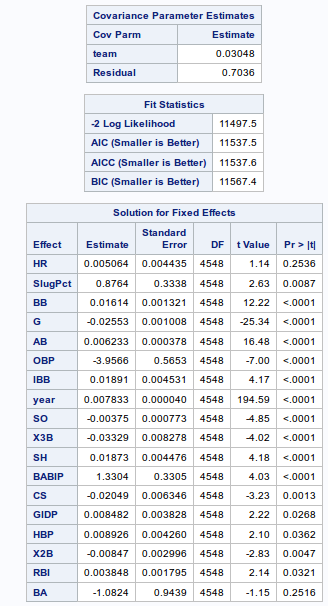 Covariance Parameter Estimates
Cov Parm Estimate
team 0.03048
Residual 0.7036
Fit Statistics
-2 Log Likelihood 11497.5
AIC (Smaller is Better) 11537.5
AICC (Smaller is Better) 11537.6
BIC (Smaller is Better) 11567.4
Solution for Fixed Effects
Effect Estimate Standard Error DF t Value Pr > |t|
HR 0.005064 0.004435 4548 1.14 0.2536
SlugPct 0.8764 0.3338 4548 2.63 0.0087
BB 0.01614 0.001321 4548 12.22 <.0001
G -0.02553 0.001008 4548 -25.34 <.0001
AB 0.006233 0.000378 4548 16.48 <.0001
OBP -3.9566 0.5653 4548 -7.00 <.0001
IBB 0.01891 0.004531 4548 4.17 <.0001
year 0.007833 0.000040 4548 194.59 <.0001
SO -0.00375 0.000773 4548 -4.85 <.0001
X3B -0.03329 0.008278 4548 -4.02 <.0001
SH 0.01873 0.004476 4548 4.18 <.0001
BABIP 1.3304 0.3305 4548 4.03 <.0001
CS -0.02049 0.006346 4548 -3.23 0.0013
GIDP 0.008482 0.003828 4548 2.22 0.0268
HBP 0.008926 0.004260 4548 2.10 0.0362
X2B -0.00847 0.002996 4548 -2.83 0.0047
RBI 0.003848 0.001795 4548 2.14 0.0321
BA -1.0824 0.9439 4548 -1.15 0.2516